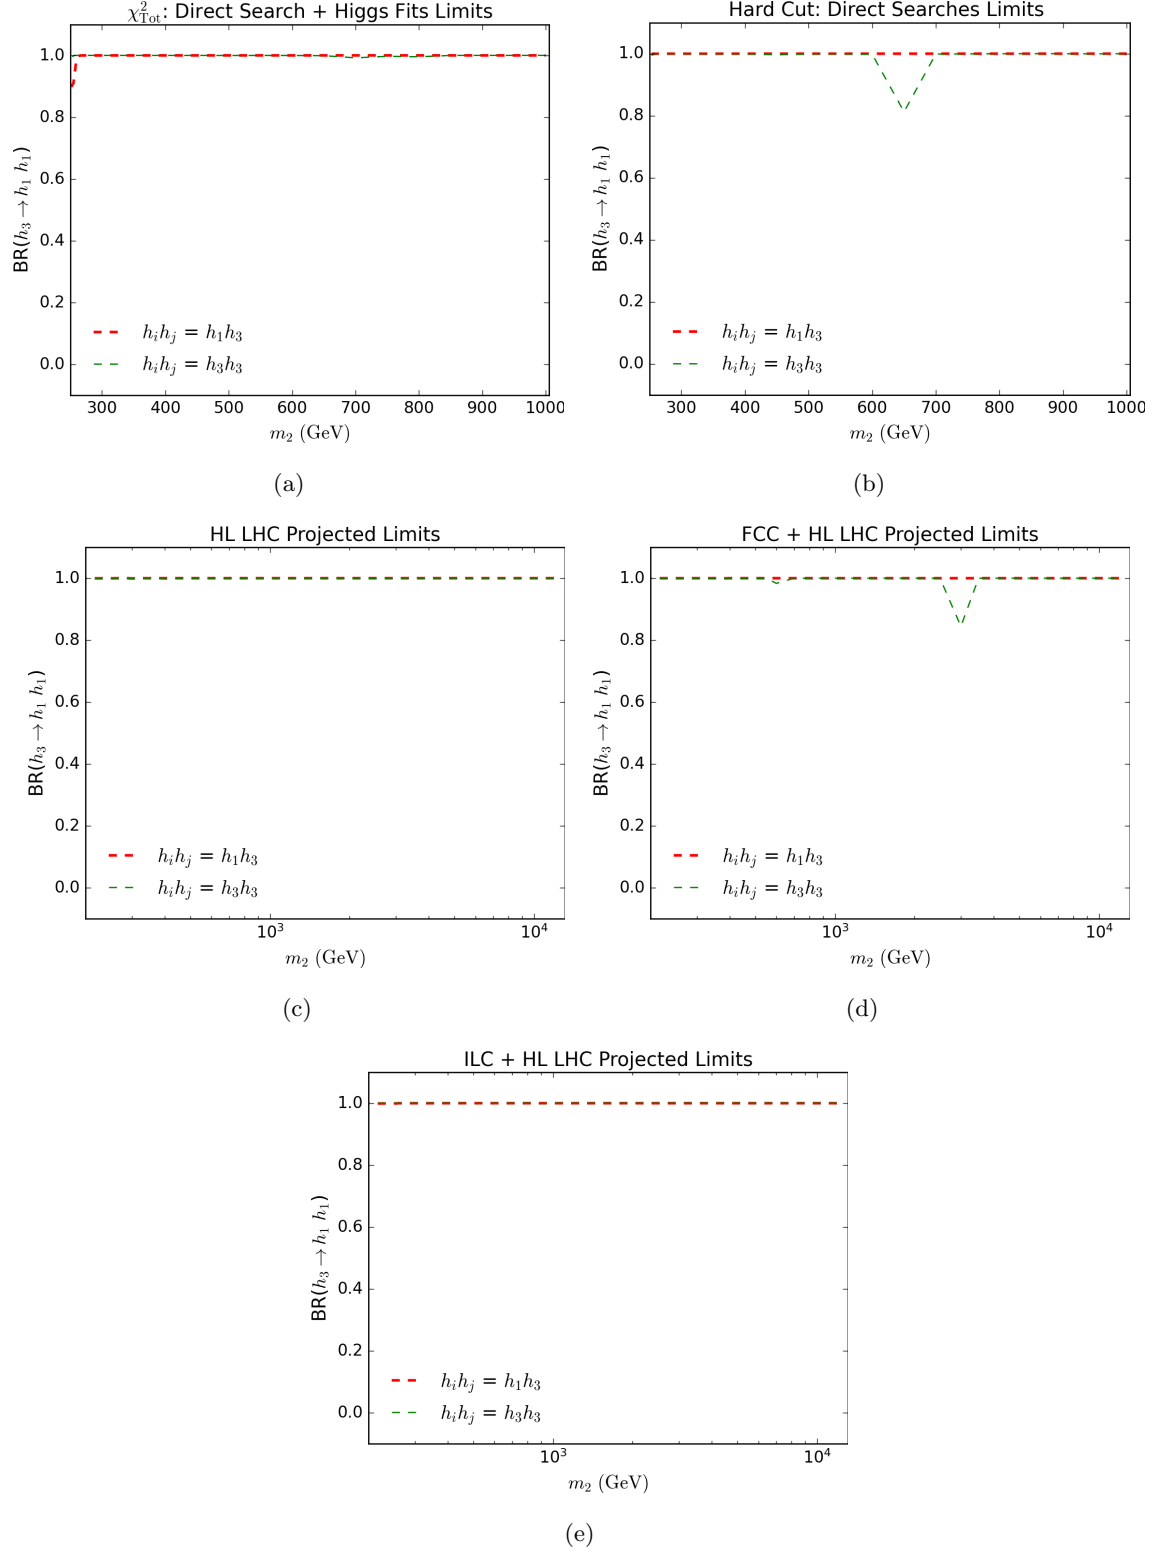 χ²_Tot: Direct Search + Higgs Fits Limits
BR(h₃ → h₁ h₁)
1.0
0.8
0.6
0.4
0.2
0.0
hᵢhⱼ = h₁h₃
hᵢhⱼ = h₃h₃
300 400 500 600 700 800 900 1000
m₂ (GeV)
(a)
Hard Cut: Direct Searches Limits
BR(h₃ → h₁ h₁)
1.0
0.8
0.6
0.4
0.2
0.0
hᵢhⱼ = h₁h₃
hᵢhⱼ = h₃h₃
300 400 500 600 700 800 900 1000
m₂ (GeV)
(b)
HL LHC Projected Limits
BR(h₃ → h₁ h₁)
1.0
0.8
0.6
0.4
0.2
0.0
hᵢhⱼ = h₁h₃
hᵢhⱼ = h₃h₃
10³ 10⁴
m₂ (GeV)
(c)
FCC + HL LHC Projected Limits
BR(h₃ → h₁ h₁)
1.0
0.8
0.6
0.4
0.2
0.0
hᵢhⱼ = h₁h₃
hᵢhⱼ = h₃h₃
10³ 10⁴
m₂ (GeV)
(d)
ILC + HL LHC Projected Limits
BR(h₃ → h₁ h₁)
1.0
0.8
0.6
0.4
0.2
0.0
hᵢhⱼ = h₁h₃
hᵢhⱼ = h₃h₃
10³ 10⁴
m₂ (GeV)
(e)